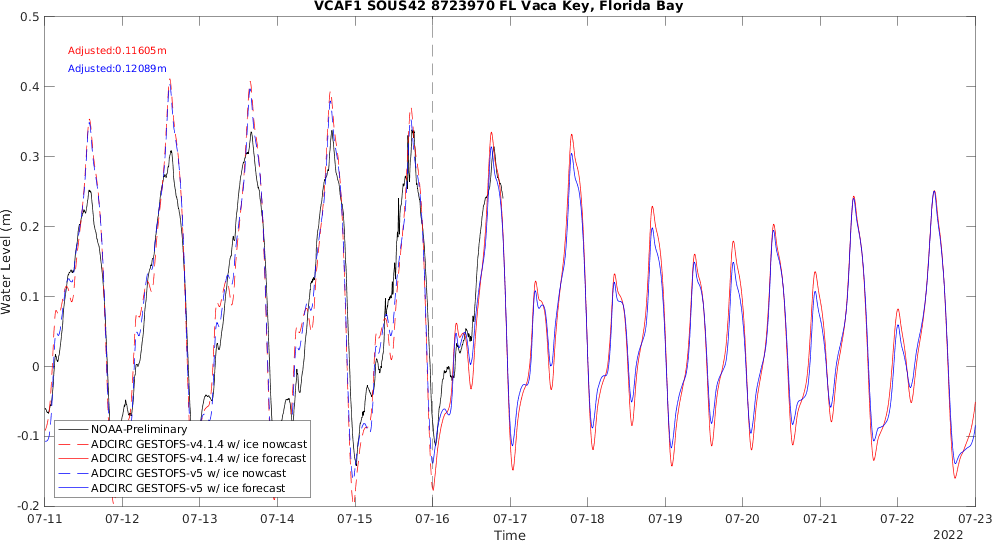 VCAF1 SOUS42 8723970 FL Vaca Key, Florida Bay
0.5
Adjusted:0.11605m
Adjusted:0.12089m
0.4
0.3
0.2
Water Level (m)
0.1
0
-0.1
-0.2
NOAA-Preliminary
ADCIRC GESTOFS-v4.1.4 w/ ice nowcast
ADCIRC GESTOFS-v4.1.4 w/ ice forecast
ADCIRC GESTOFS-v5 w/ ice nowcast
ADCIRC GESTOFS-v5 w/ ice forecast
07-11 07-12 07-13 07-14 07-15 07-16 07-17 07-18 07-19 07-20 07-21 07-22 07-23
Time
2022